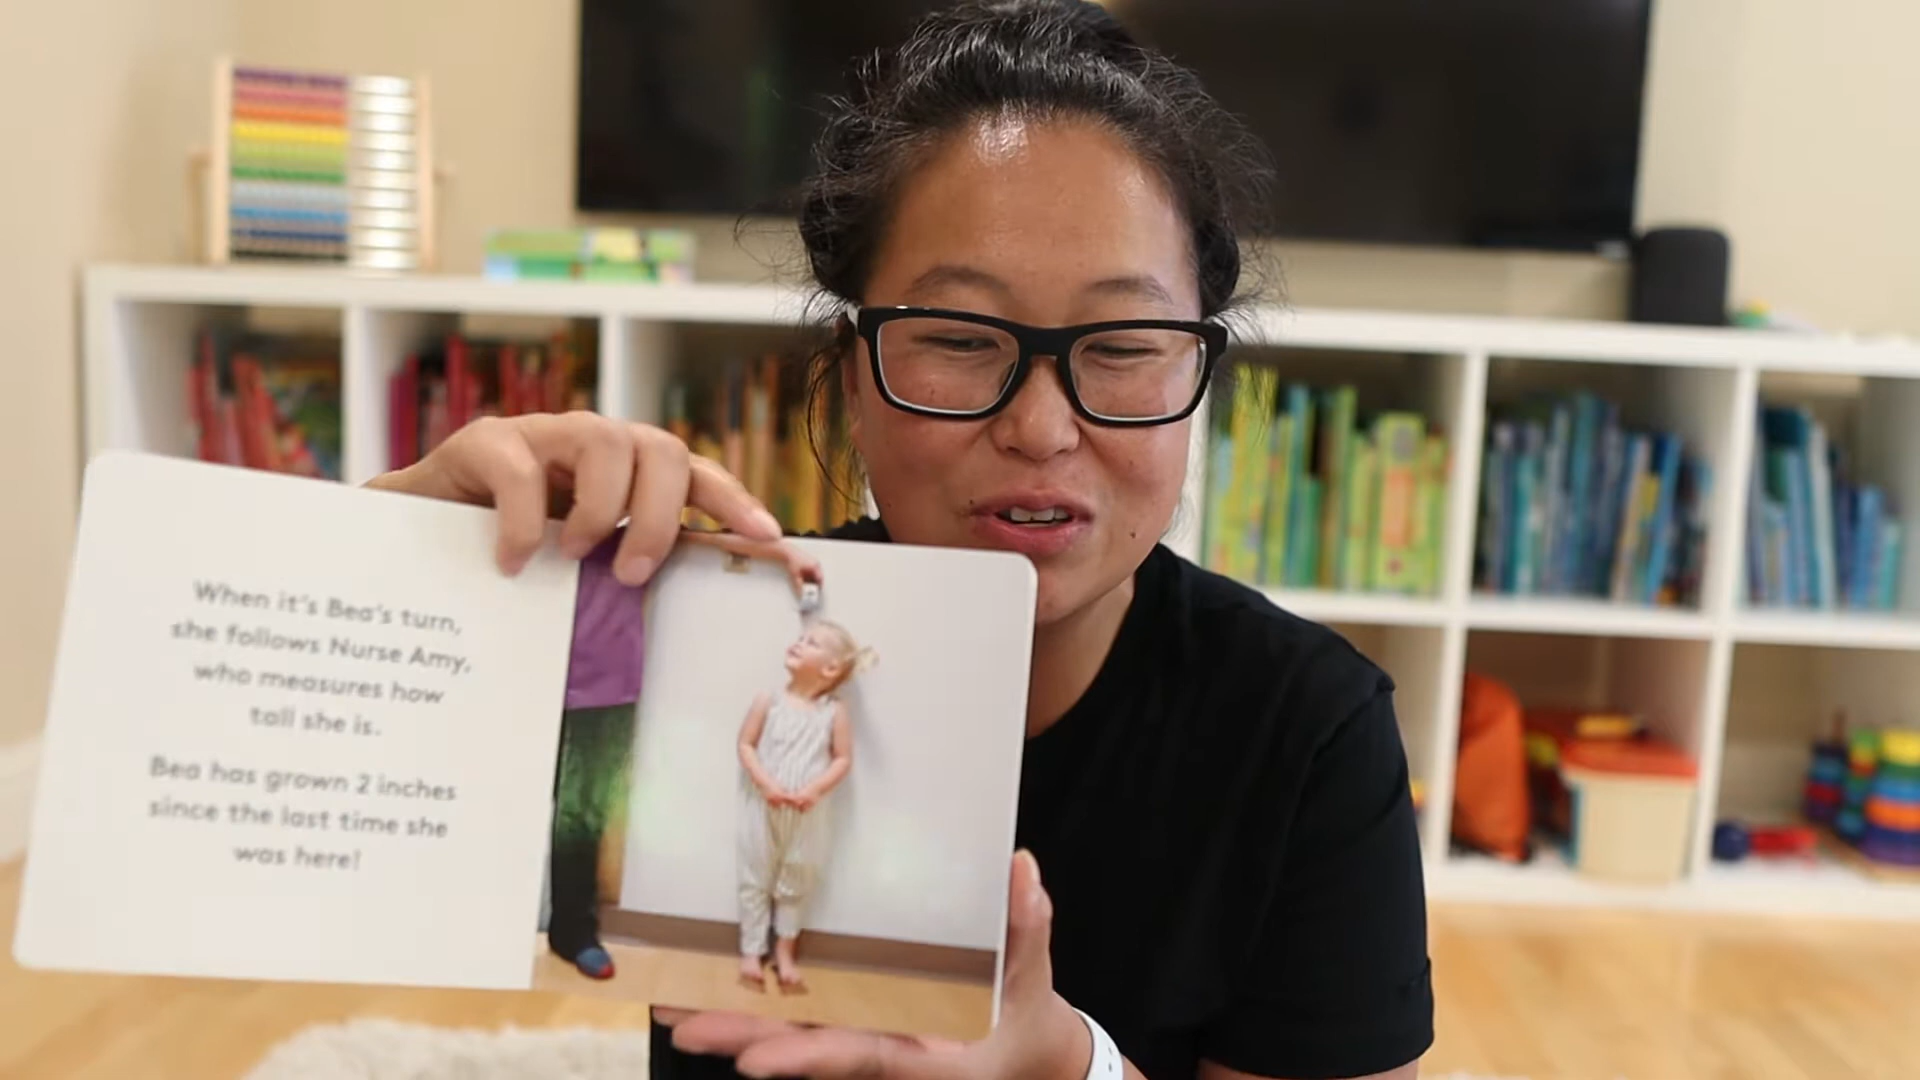 When it's Bea's turn,
she follows Nurse Amy,
who measures how
tall she is.
Bea has grown 2 inches
since the last time she
was here!